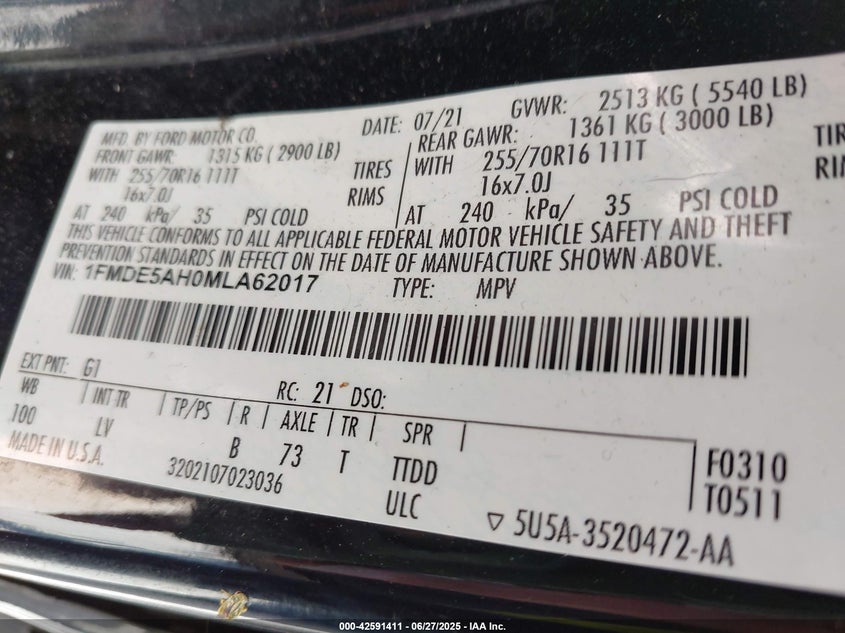 MFD. BY FORD MOTOR CO. DATE: 07/21 GVWR: 2513 KG ( 5540 LB)
FRONT GAWR: 1315 KG ( 2900 LB) REAR GAWR: 1361 KG ( 3000 LB)
WITH 255/70R16 111T TIRES WITH 255/70R16 111T TIR
16x7.0J RIMS 16x7.0J RIM
AT 240 kPa/ 35 PSI COLD AT 240 kPa/ 35 PSI COLD
THIS VEHICLE CONFORMS TO ALL APPLICABLE FEDERAL MOTOR VEHICLE SAFETY AND THEFT
PREVENTION STANDARDS IN EFFECT ON THE DATE OF MANUFACTURE SHOWN ABOVE.
VIN: 1FMDE5AH0MLA62017 TYPE: MPV
EXT PNT: G1 RC: 21 DSO:
WB | INT TR | TP/PS | R | AXLE | TR | SPR |
100 LV B 73 T TTDD F0310
MADE IN U.S.A. 3202107023036 ULC T0511
5U5A-3520472-AA
000-42591411 — 06/27/2025 - IAA Inc.